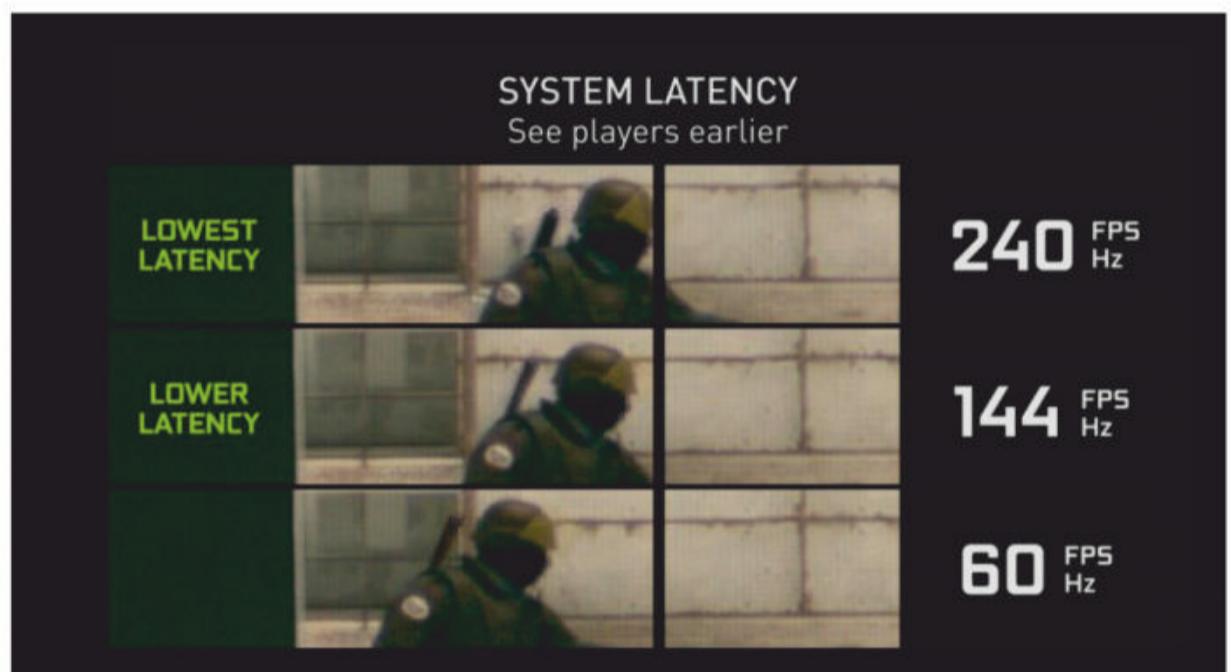 SYSTEM LATENCY
See players earlier
LOWEST
LATENCY
240 FPS
Hz
LOWER
LATENCY
144 FPS
Hz
60 FPS
Hz